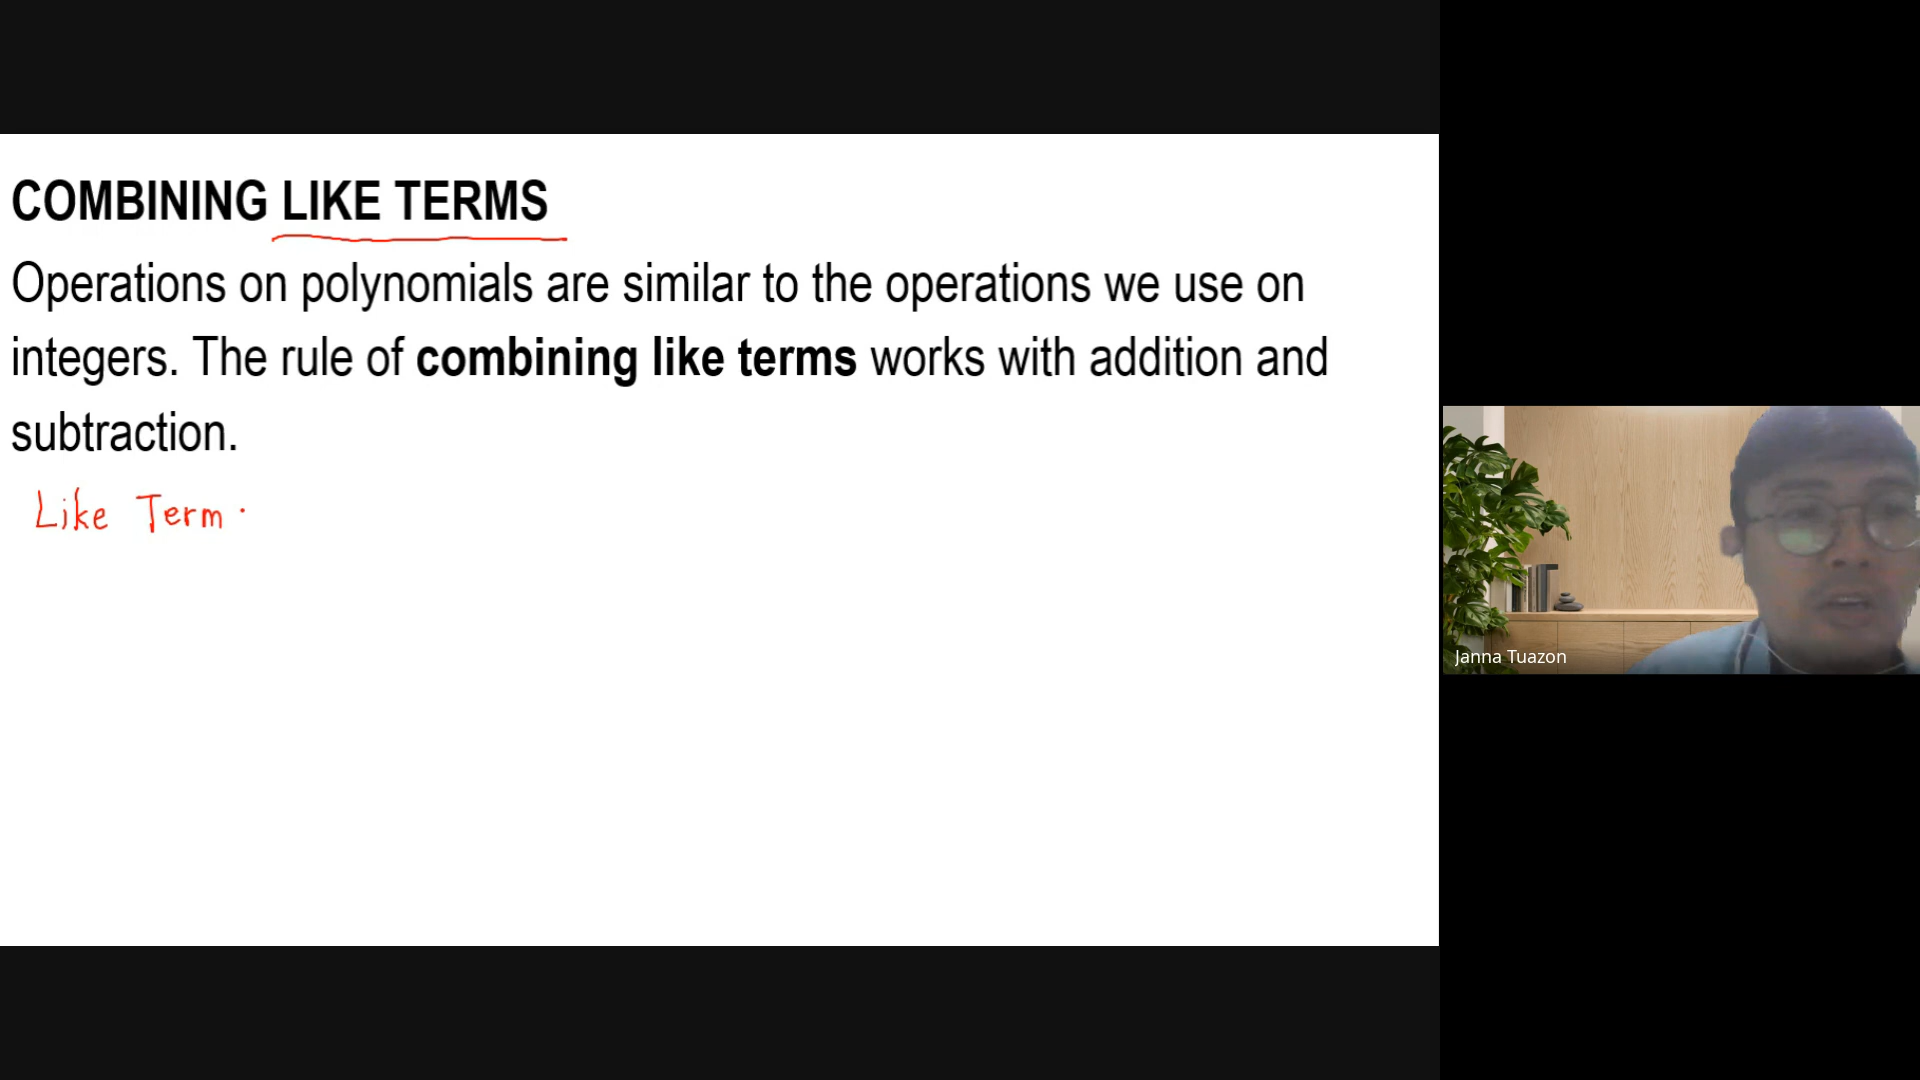 COMBINING LIKE TERMS
Operations on polynomials are similar to the operations we use on
integers. The rule of combining like terms works with addition and
subtraction.
Like Term
Janna Tuazon